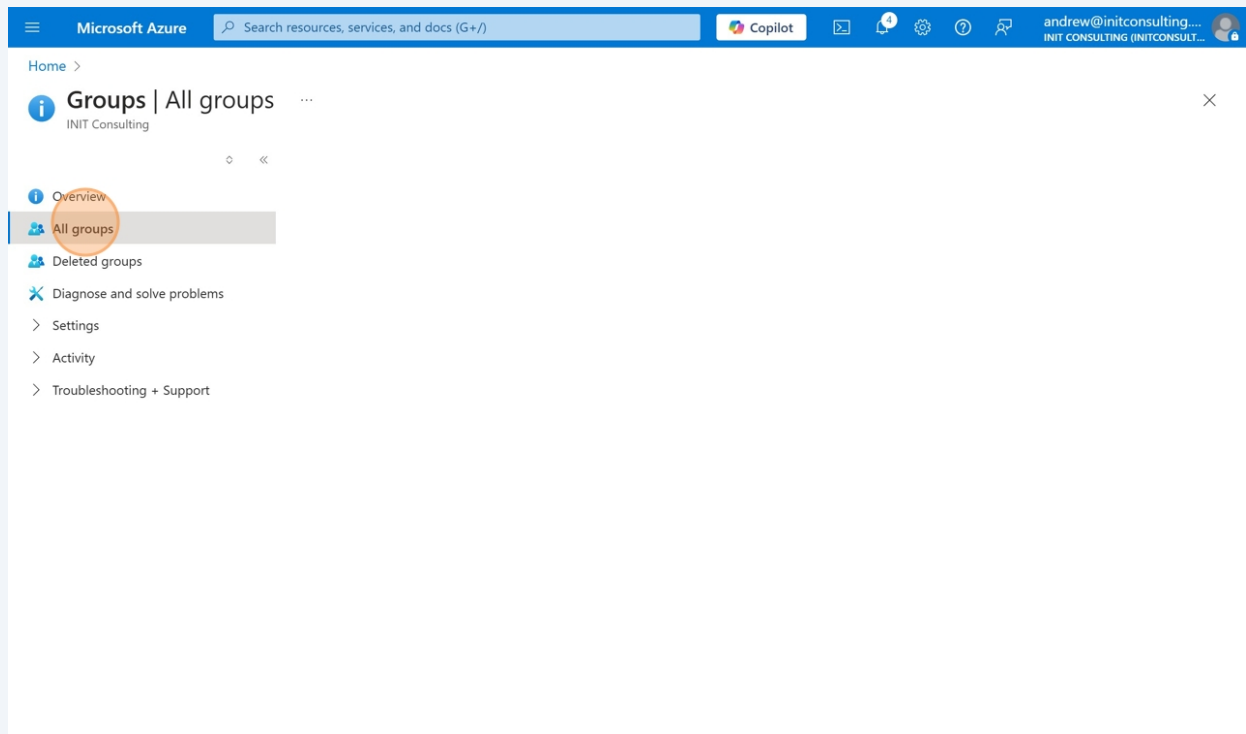 Microsoft Azure
Search resources, services, and docs (G+/)
Copilot
4
andrew@initconsulting....
INIT CONSULTING (INITCONSULT...
Home >
Groups | All groups ...
INIT Consulting
Overview
All groups
Deleted groups
Diagnose and solve problems
Settings
Activity
Troubleshooting + Support